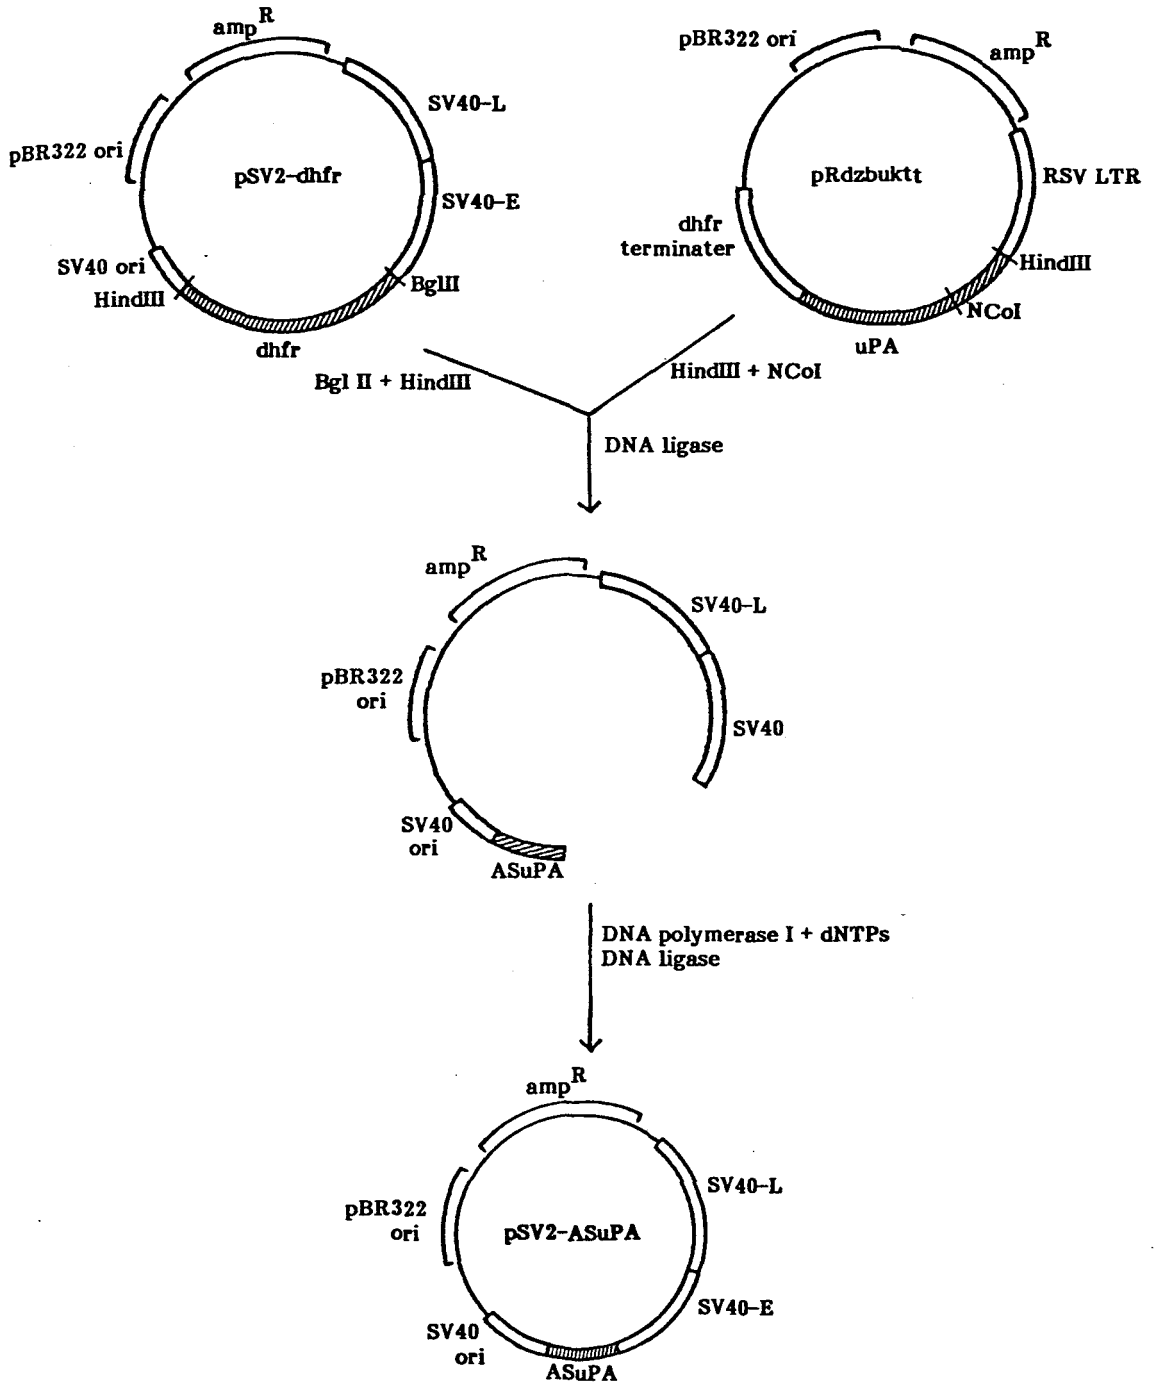 amp^R
SV40-L
pBR322 ori
pSV2-dhfr
SV40-E
SV40 ori
HindIII
BglII
dhfr
pBR322 ori
amp^R
pRdzbuktt
RSV LTR
dhfr
terminater
HindIII
NCoI
uPA
Bgl II + HindIII
HindIII + NCoI
DNA ligase
amp^R
SV40-L
pBR322
ori
SV40
SV40
ori
ASuPA
DNA polymerase I + dNTPs
DNA ligase
amp^R
SV40-L
pBR322
ori
pSV2-ASuPA
SV40-E
SV40
ori
ASuPA